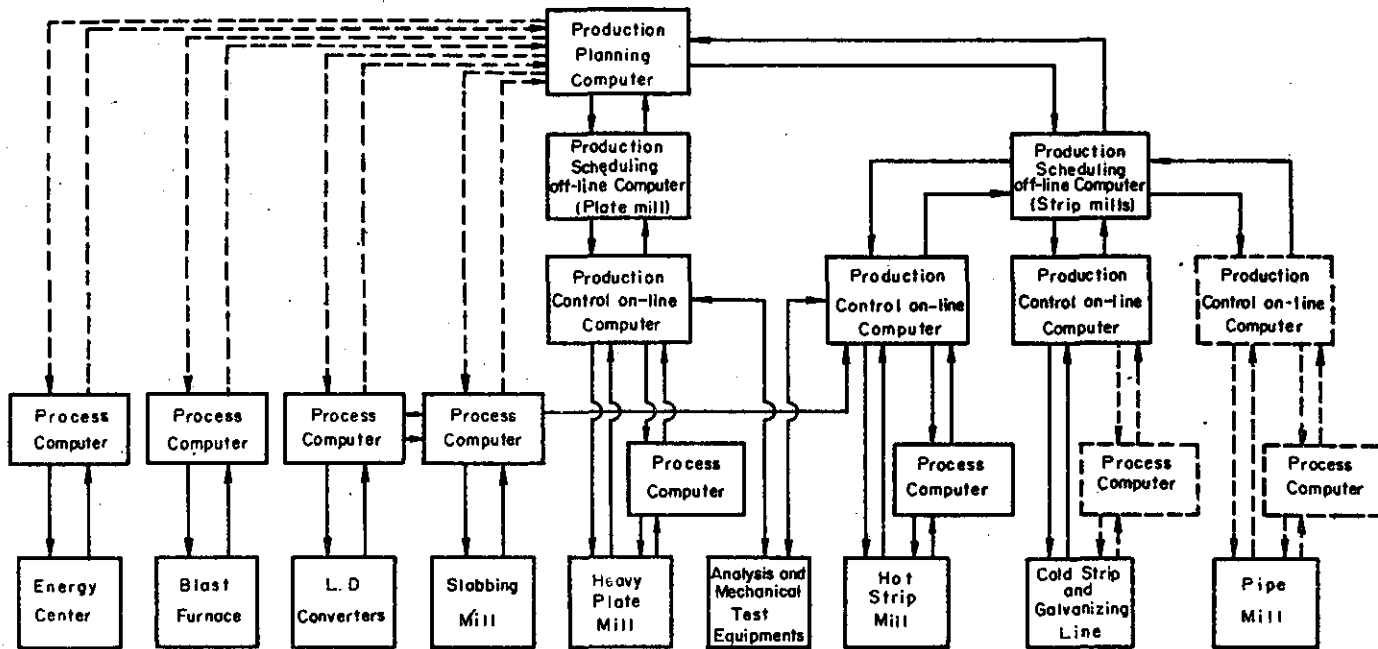 Production
Planning
Computer
Production
Scheduling
off-line Computer
(Plate mill)
Production
Scheduling
off-line Computer
(Strip mills)
Production
Control on-line
Computer
Production
Control on-line
Computer
Production
Control on-line
Computer
Production
Control on-line
Computer
Process
Computer
Process
Computer
Process
Computer
Process
Computer
Process
Computer
Process
Computer
Process
Computer
Process
Computer
Energy
Center
Blast
Furnace
L.D
Converters
Slabbing
Mill
Heavy
Plate
Mill
Analysis and
Mechanical
Test
Equipments
Hot
Strip
Mill
Cold Strip
and
Galvanizing
Line
Pipe
Mill